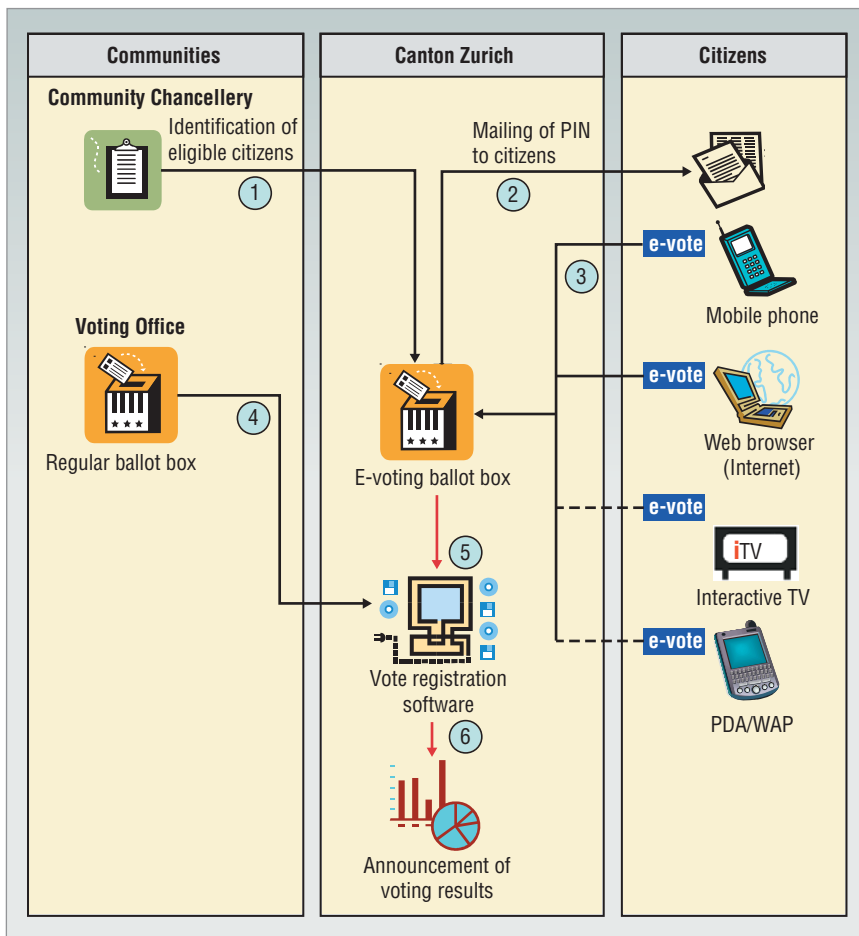 Communities
Canton Zurich
Citizens
Community Chancellery
Identification of
eligible citizens
1
Mailing of PIN
to citizens
2
e-vote
3
Mobile phone
Voting Office
4
Regular ballot box
E-voting ballot box
e-vote
Web browser
(Internet)
e-vote
iTV
Interactive TV
5
Vote registration
software
e-vote
PDA/WAP
6
Announcement of
voting results